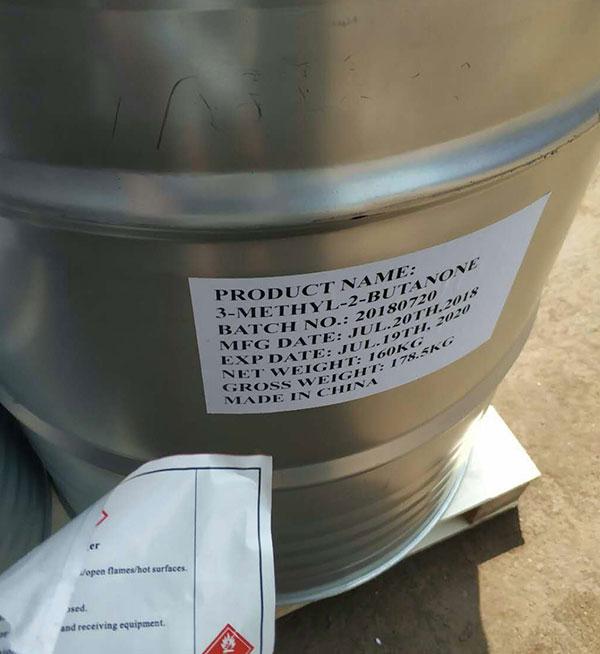 PRODUCT NAME:
3-METHYL-2-BUTANONE
BATCH NO.: 20180720
MFG DATE: JUL.20TH,2018
EXP DATE: JUL.19TH, 2020
NET WEIGHT: 160KG
GROSS WEIGHT: 178.5KG
MADE IN CHINA
er
/open flames/hot surfaces.
sed.
and receiving equipment.